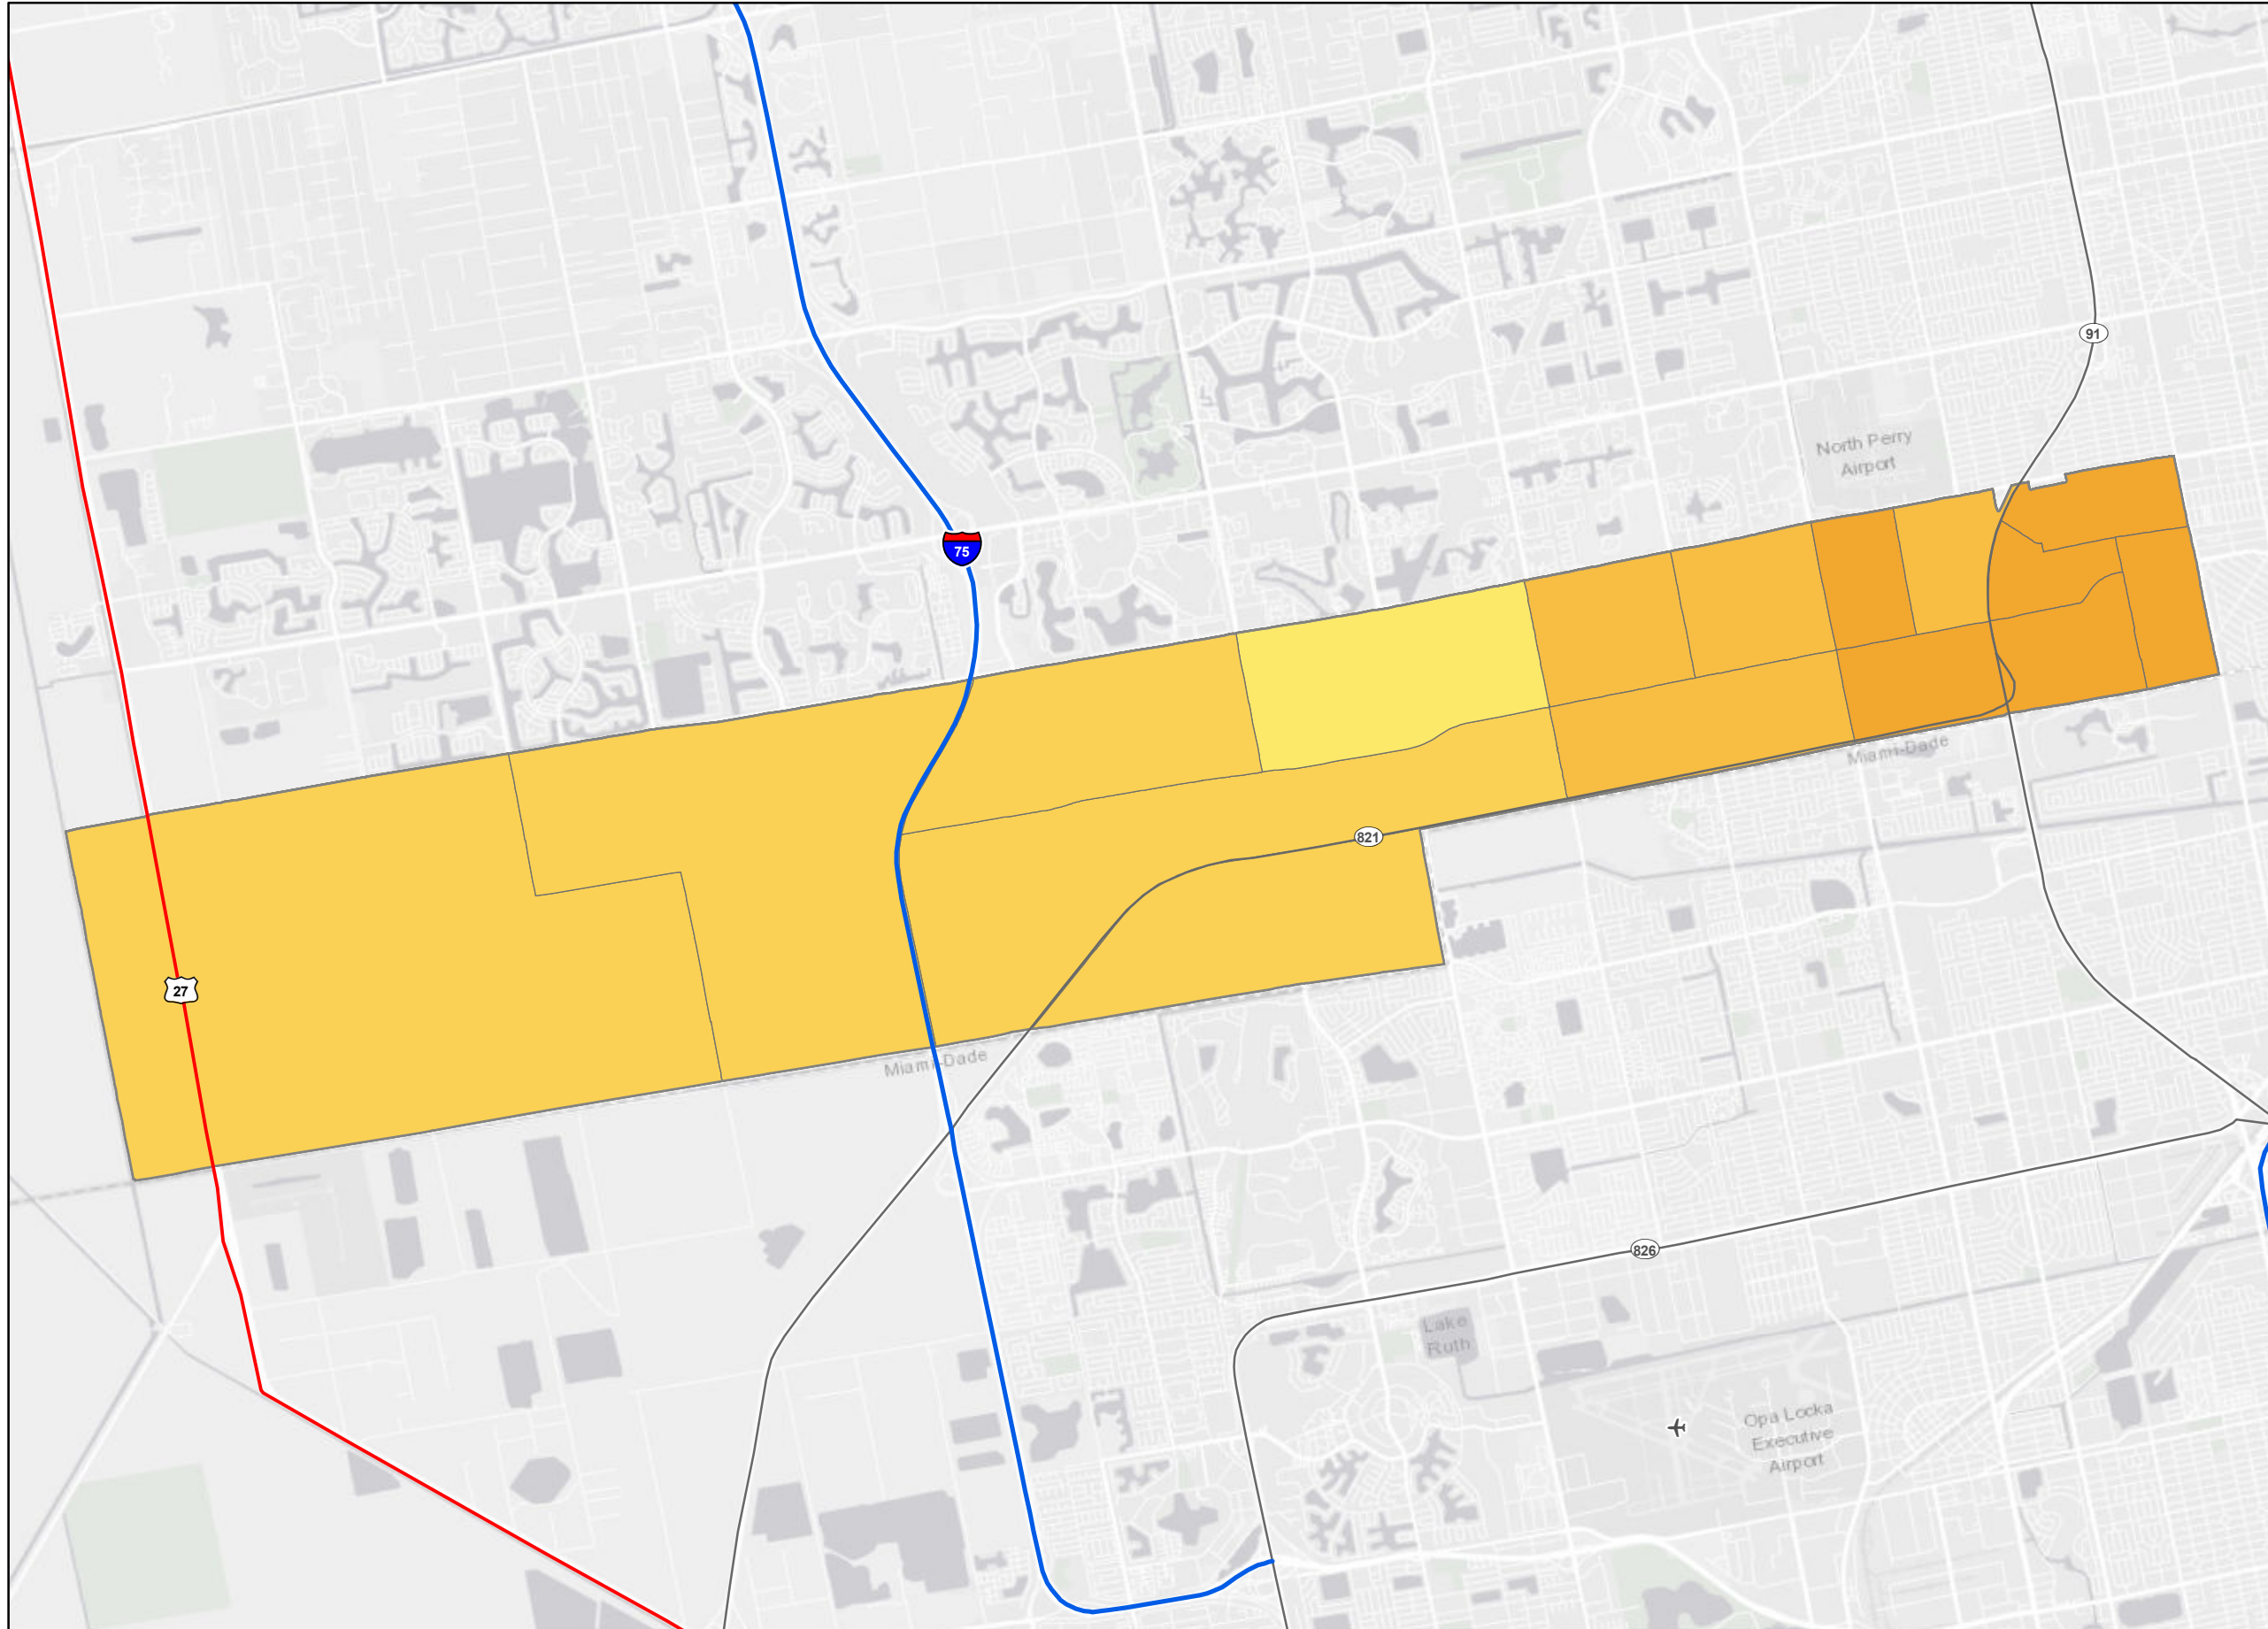 91
North Perry
Airport
75
Miami-Dade
821
27
Miami-Dade
826
Lake
Ruth
Opa Locka
Executive
Airport